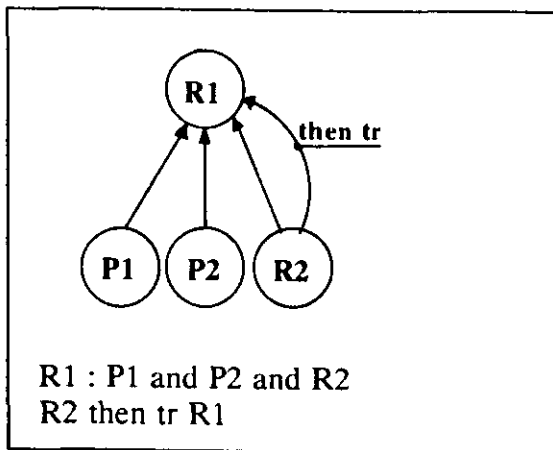 R1
then tr
P1 P2 R2
R1 : P1 and P2 and R2
R2 then tr R1